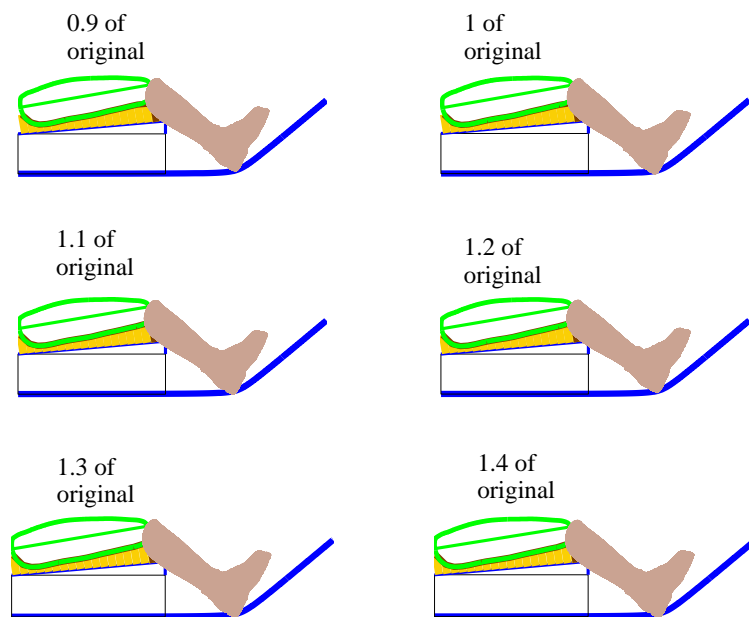 0.9 of
original
1 of
original
1.1 of
original
1.2 of
original
1.3 of
original
1.4 of
original